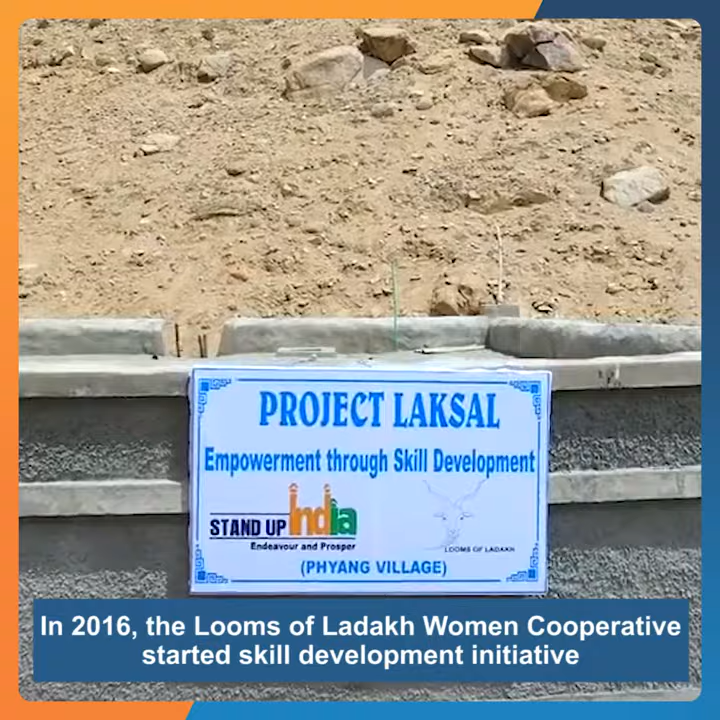 PROJECT LAKSAL
Empowerment through Skill Development
STAND UP India
Endeavour and Prosper
LOOMS OF LADAKH
(PHYANG VILLAGE)
In 2016, the Looms of Ladakh Women Cooperative
started skill development initiative